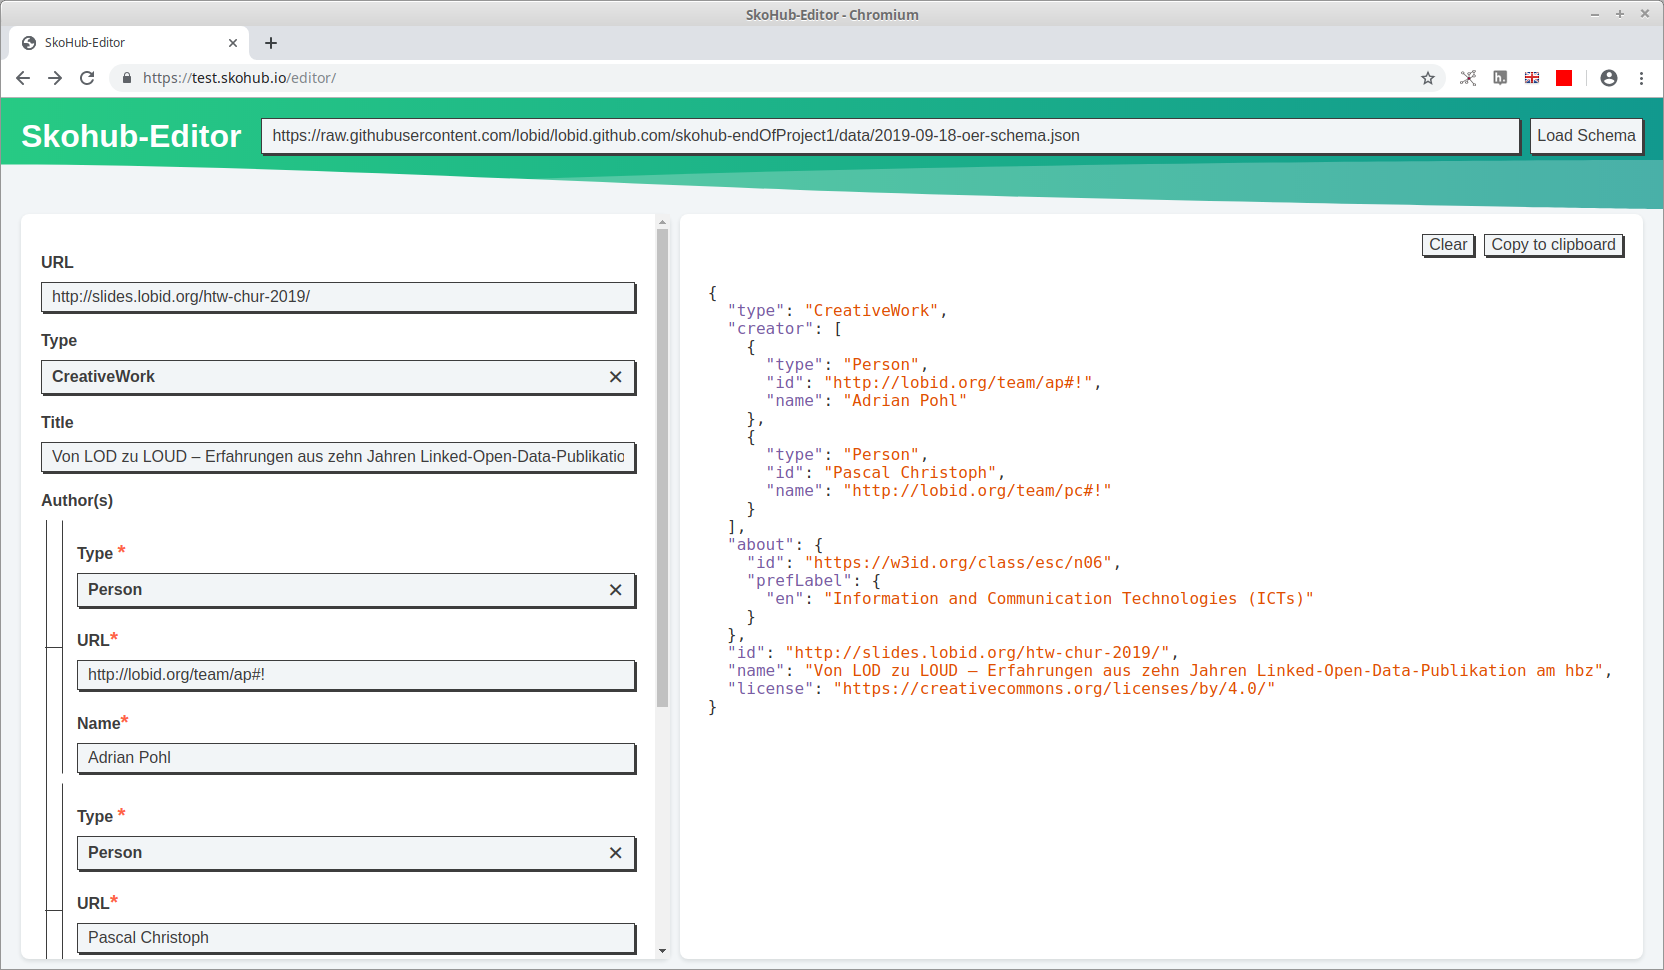 SkoHub-Editor - Chromium
SkoHub-Editor
https://test.skohub.io/editor/
h.
Skohub-Editor
https://raw.githubusercontent.com/lobid/lobid.github.com/skohub-endOfProject1/data/2019-09-18-oer-schema.json
Load Schema
URL
http://slides.lobid.org/htw-chur-2019/
Type
CreativeWork
Title
Von LOD zu LOUD – Erfahrungen aus zehn Jahren Linked-Open-Data-Publikatio
Author(s)
Type *
Person
URL*
http://lobid.org/team/ap#!
Name*
Adrian Pohl
Type *
Person
URL*
Pascal Christoph
Clear
Copy to clipboard
{
"type": "CreativeWork",
"creator": [
{
"type": "Person",
"id": "http://lobid.org/team/ap#!",
"name": "Adrian Pohl"
},
{
"type": "Person",
"id": "Pascal Christoph",
"name": "http://lobid.org/team/pc#!"
}
],
"about": {
"id": "https://w3id.org/class/esc/n06",
"prefLabel": {
"en": "Information and Communication Technologies (ICTs)"
}
},
"id": "http://slides.lobid.org/htw-chur-2019/",
"name": "Von LOD zu LOUD – Erfahrungen aus zehn Jahren Linked-Open-Data-Publikation am hbz",
"license": "https://creativecommons.org/licenses/by/4.0/"
}